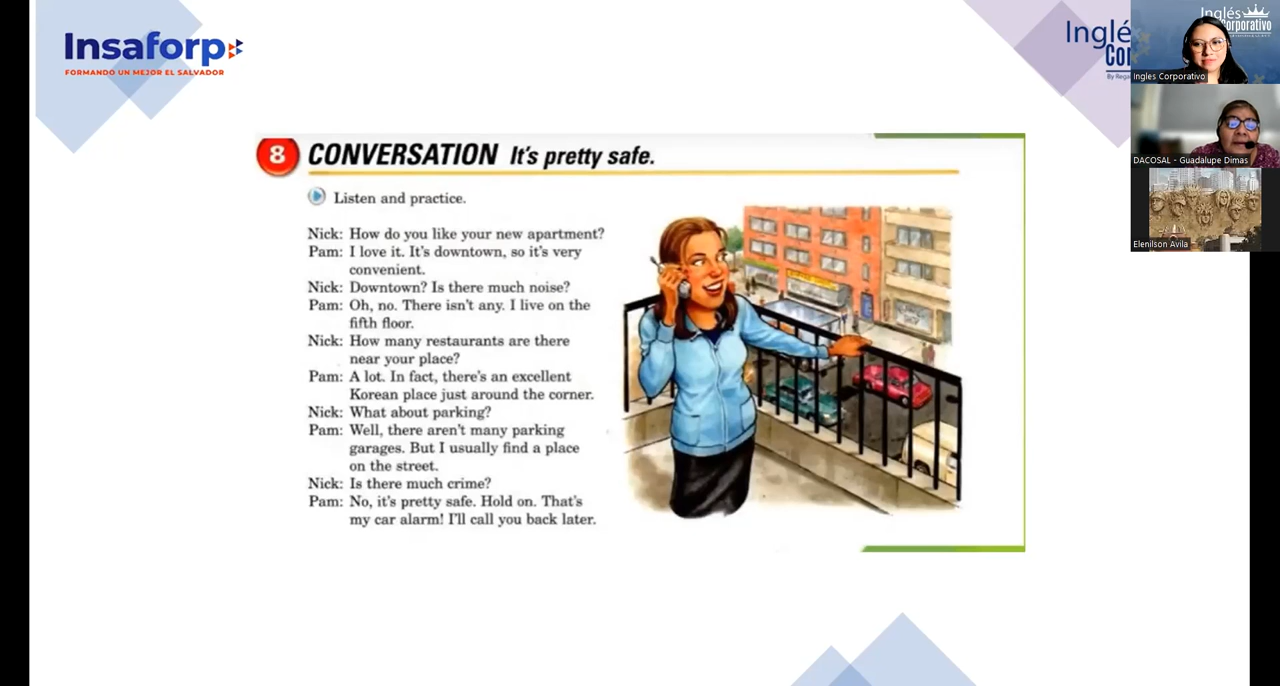 Insaforp
FORMANDO UN MEJOR EL SALVADOR
Inglés
Corporativo
Ingles Corporativo
DACOSAL - Guadalupe Dimas
Elenilson Avila
8 CONVERSATION It's pretty safe.
Listen and practice.
Nick: How do you like your new apartment?
Pam: I love it. It's downtown, so it's very
convenient.
Nick: Downtown? Is there much noise?
Pam: Oh, no. There isn't any. I live on the
fifth floor.
Nick: How many restaurants are there
near your place?
Pam: A lot. In fact, there's an excellent
Korean place just around the corner.
Nick: What about parking?
Pam: Well, there aren't many parking
garages. But I usually find a place
on the street.
Nick: Is there much crime?
Pam: No, it's pretty safe. Hold on. That's
my car alarm! I'll call you back later.